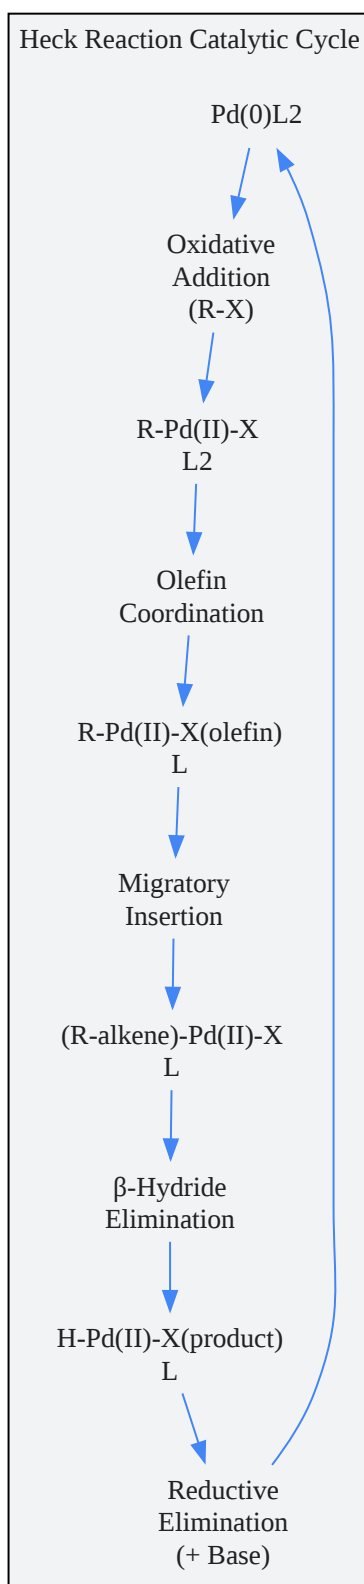 Heck Reaction Catalytic Cycle
Pd(0)L2
Oxidative
Addition
(R-X)
R-Pd(II)-X
L2
Olefin
Coordination
R-Pd(II)-X(olefin)
L
Migratory
Insertion
(R-alkene)-Pd(II)-X
L
β-Hydride
Elimination
H-Pd(II)-X(product)
L
Reductive
Elimination
(+ Base)